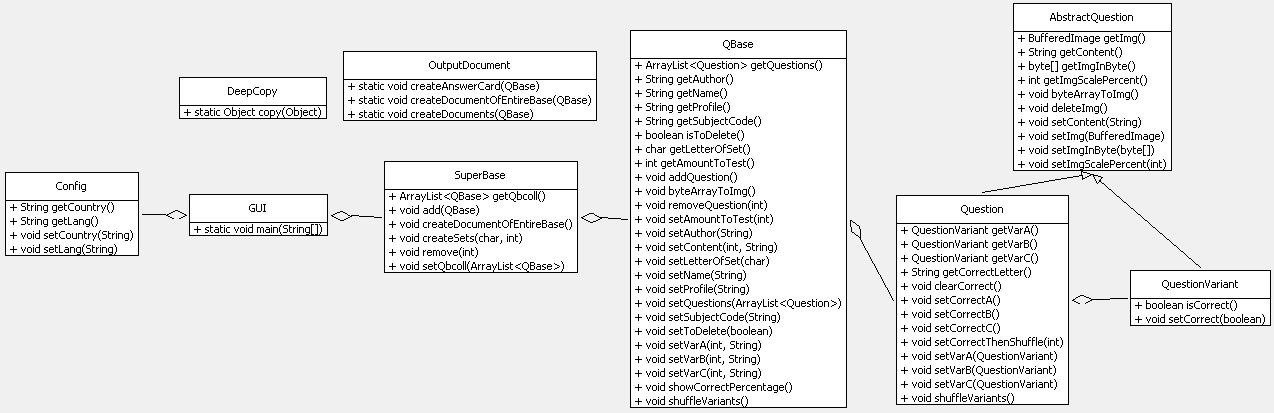 Config
+ String getCountry()
+ String getLang()
+ void setCountry(String)
+ void setLang(String)
DeepCopy
+ static Object copy(Object)
GUI
+ static void main(String[])
OutputDocument
+ static void createAnswerCard(QBase)
+ static void createDocumentOfEntireBase(QBase)
+ static void createDocuments(QBase)
SuperBase
+ ArrayList<QBase> getQbcoll()
+ void add(QBase)
+ void createDocumentOfEntireBase()
+ void createSets(char, int)
+ void remove(int)
+ void setQbcoll(ArrayList<QBase>)
QBase
+ ArrayList<Question> getQuestions()
+ String getAuthor()
+ String getName()
+ String getProfile()
+ String getSubjectCode()
+ boolean isToDelete()
+ char getLetterOfSet()
+ int getAmountToTest()
+ void addQuestion()
+ void byteArrayToImg()
+ void removeQuestion(int)
+ void setAmountToTest(int)
+ void setAuthor(String)
+ void setContent(int, String)
+ void setLetterOfSet(char)
+ void setName(String)
+ void setProfile(String)
+ void setQuestions(ArrayList<Question>)
+ void setSubjectCode(String)
+ void setToDelete(boolean)
+ void setVarA(int, String)
+ void setVarB(int, String)
+ void setVarC(int, String)
+ void showCorrectPercentage()
+ void shuffleVariants()
AbstractQuestion
+ BufferedImage getImg()
+ String getContent()
+ byte[] getImgInByte()
+ int getImgScalePercent()
+ void byteArrayToImg()
+ void deleteImg()
+ void setContent(String)
+ void setImg(BufferedImage)
+ void setImgInByte(byte[])
+ void setImgScalePercent(int)
Question
+ QuestionVariant getVarA()
+ QuestionVariant getVarB()
+ QuestionVariant getVarC()
+ String getCorrectLetter()
+ void clearCorrect()
+ void setCorrectA()
+ void setCorrectB()
+ void setCorrectC()
+ void setCorrectThenShuffle(int)
+ void setVarA(QuestionVariant)
+ void setVarB(QuestionVariant)
+ void setVarC(QuestionVariant)
+ void shuffleVariants()
QuestionVariant
+ boolean isCorrect()
+ void setCorrect(boolean)